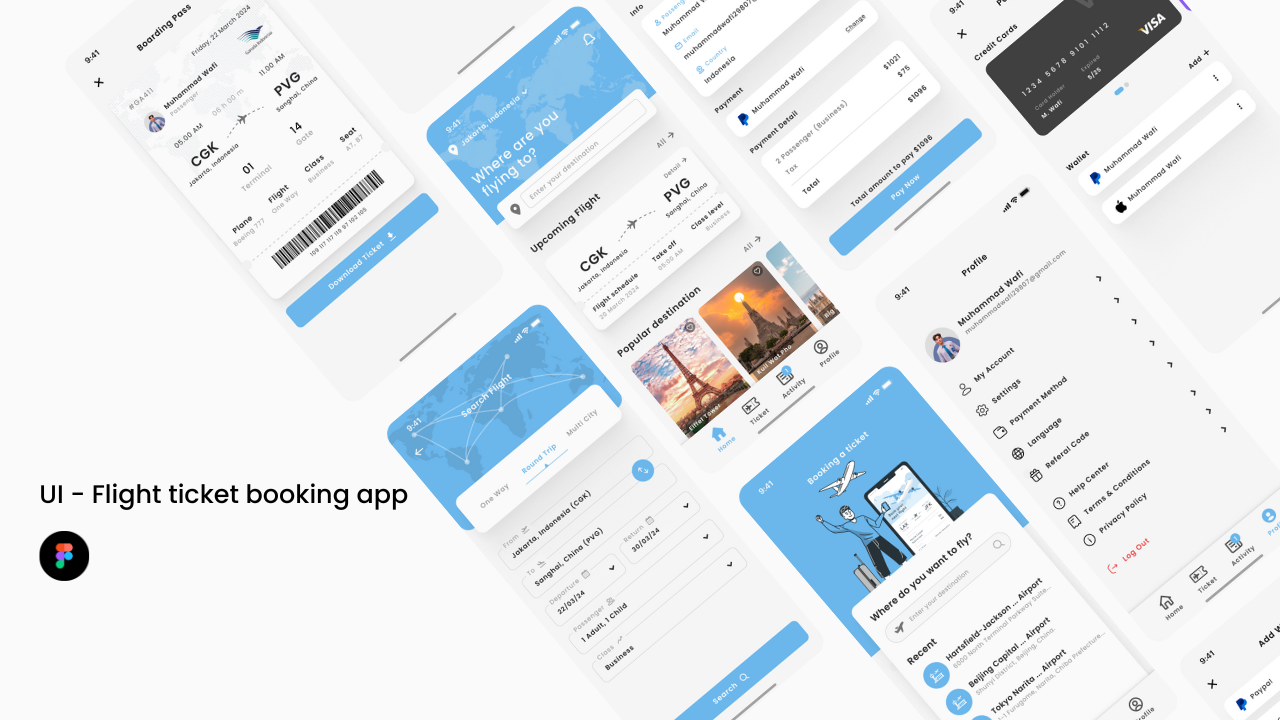 9:41
Boarding Pass
#GA411
Friday, 22 March 2024
Muhammad Wafi
Passenger
05.00 AM
05 h 00 m
11.00 AM
CGK
Jakarta, Indonesia
PVG
Sanghai, China
01
Terminal
14
Gate
Plane
Boeing 777
Flight
One Way
Class
Business
Seat
A7, B7
109 117 117 119 97 102 105
Download Ticket
9:41
Jakarta, Indonesia
Where are you
flying to?
Enter your destination
Upcoming Flight
All
Detail
CGK
Jakarta, Indonesia
PVG
Sanghai, China
Flight schedule
20 March 2024
Take off
05:00 AM
Class level
Business
Popular destination
All
Eiffel Tower
Kuil Wat Pho
Big
Home
Ticket
Activity
Profile
Info
Muhammad Wafi
Email
Country
Indonesia
Change
Payment
Muhammad Wafi
Payment Detail
2 Passenger (Business)
$1021
Tax
$75
Total
$1096
Total amount to pay $1096
Pay Now
9:41
Credit Cards
1234 5678 9101 1112
Card Holder
M. Wafi
Expired
5/25
VISA
Add
Wallet
Muhammad Wafi
Muhammad Wafi
9:41
Search Flight
One Way
Round Trip
Multi City
From
Jakarta, Indonesia (CGK)
To
Sanghai, China (PVG)
Departure
22/03/24
Return
30/03/24
Passenger
1 Adult, 1 Child
Class
Business
Search
9:41
Booking a ticket
Where do you want to fly?
Enter your destination
Recent
Hartsfield-Jackson ... Airport
6000 North Terminal Parkway Suite...
Beijing Capital ... Airport
Shunyi District, Beijing, China.
Tokyo Narita ... Airport
1-1 Furugome, Narita, Chiba Prefecture...
9:41
Profile
Muhammad Wafi
muhammadwafi29807@gmail.com
My Account
Settings
Payment Method
Language
Referal Code
Help Center
Terms & Conditions
Privacy Policy
Log Out
Home
Ticket
Activity
9:41
Paypal
UI - Flight ticket booking app